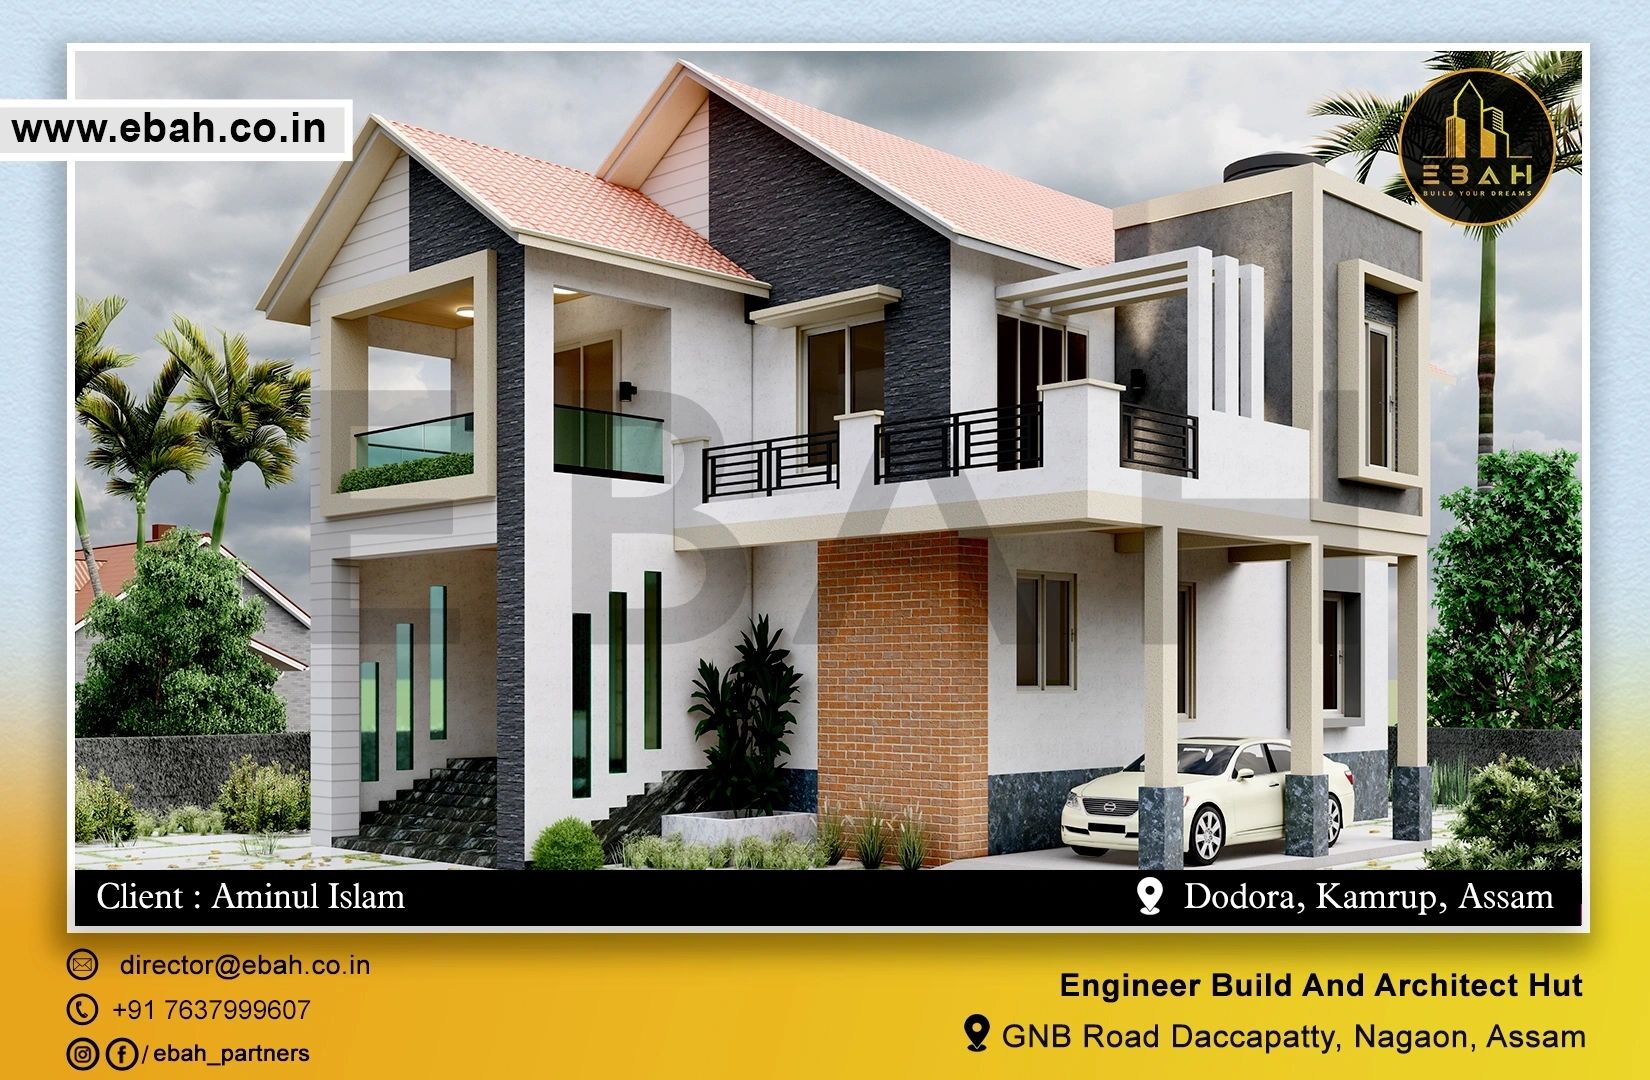 www.ebah.co.in
EBAH
BUILD YOUR DREAMS
EBAH
Client : Aminul Islam
Dodora, Kamrup, Assam
director@ebah.co.in
+91 7637999607
/ ebah_partners
Engineer Build And Architect Hut
GNB Road Daccapatty, Nagaon, Assam